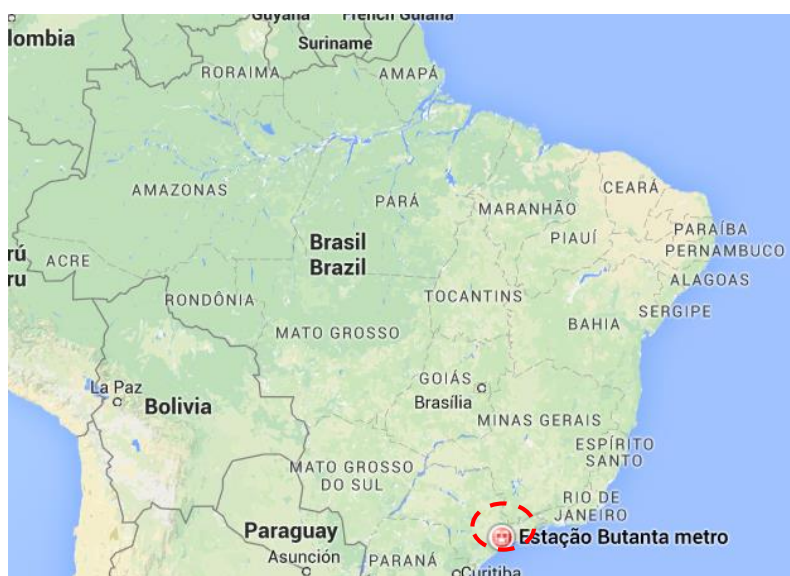 Guyana
French Guiana
lombia
Suriname
RORAIMA
AMAPÁ
AMAZONAS
PARÁ
MARANHÃO
CEARÁ
PIAUÍ
PARAÍBA
PERNAMBUCO
ALAGOAS
SERGIPE
rú
ru
ACRE
Brasil
Brazil
RONDÔNIA
TOCANTINS
BAHIA
MATO GROSSO
La Paz
Bolivia
GOIÁS
Brasília
MINAS GERAIS
ESPÍRITO
SANTO
MATO GROSSO
DO SUL
RIO DE
JANEIRO
Estação Butanta metro
Paraguay
Asunción
PARANÁ
Curitiba